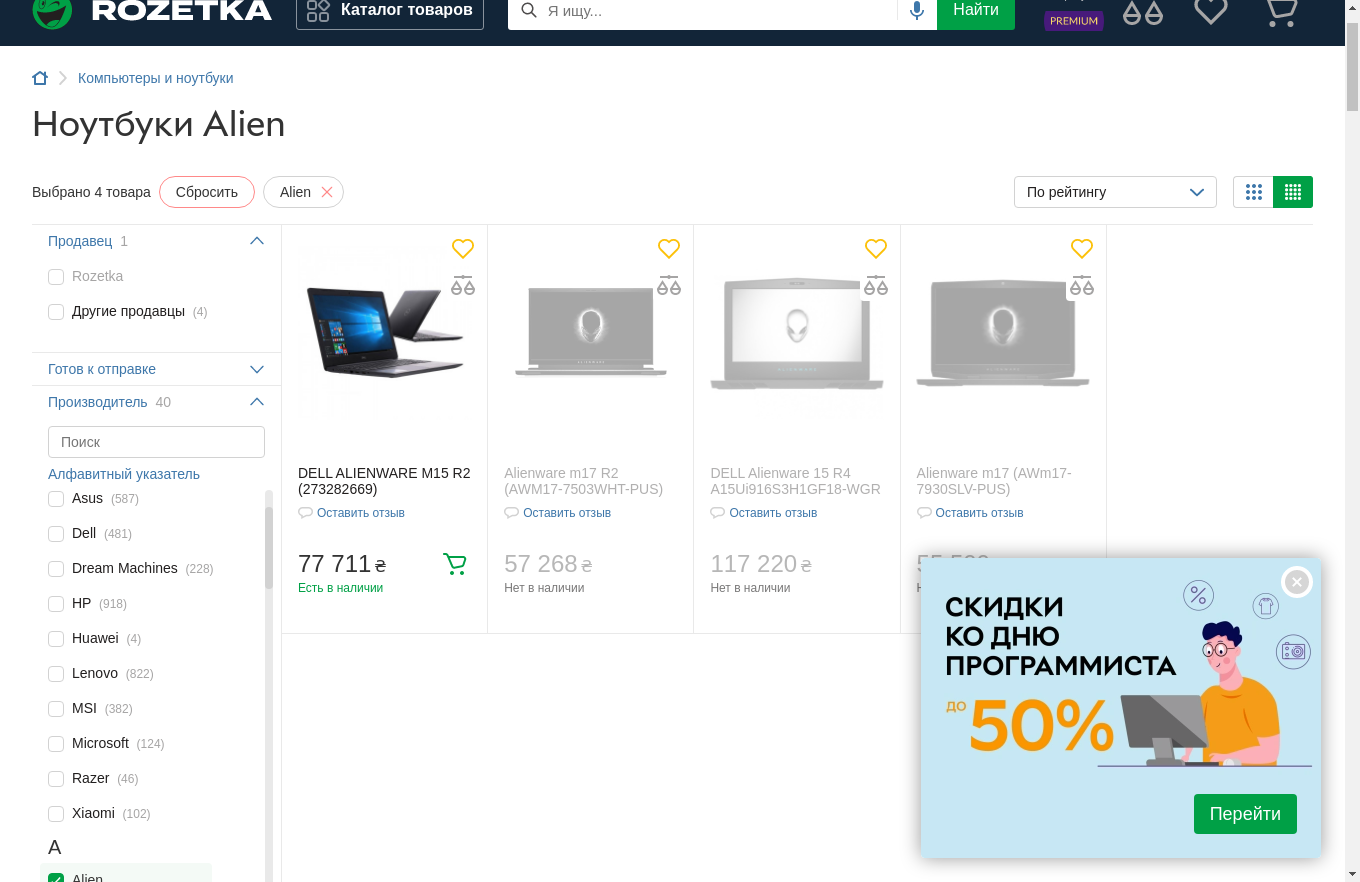 ROZETKA
Каталог товаров
Я ищу...
Найти
PREMIUM
Компьютеры и ноутбуки
Ноутбуки Alien
Выбрано 4 товара
Сбросить
Alien
По рейтингу
Продавец 1
Rozetka
Другие продавцы (4)
Готов к отправке
Производитель 40
Поиск
Алфавитный указатель
Asus (587)
Dell (481)
Dream Machines (228)
HP (918)
Huawei (4)
Lenovo (822)
MSI (382)
Microsoft (124)
Razer (46)
Xiaomi (102)
A
Alien
DELL ALIENWARE M15 R2
(273282669)
Оставить отзыв
77 711 ₴
Есть в наличии
Alienware m17 R2
(AWM17-7503WHT-PUS)
Оставить отзыв
57 268 ₴
Нет в наличии
DELL Alienware 15 R4
A15Ui916S3H1GF18-WGR
Оставить отзыв
117 220 ₴
Нет в наличии
Alienware m17 (AWm17-
7930SLV-PUS)
Оставить отзыв
СКИДКИ
КО ДНЮ
ПРОГРАММИСТА
ДО 50%
Перейти